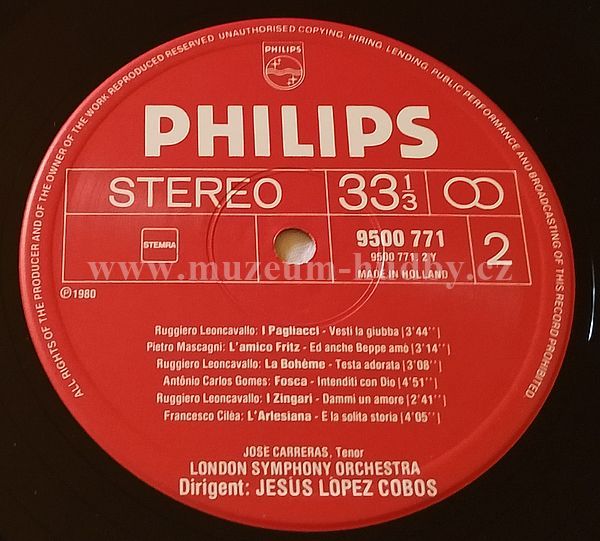 ALL RIGHTS OF THE PRODUCER AND OF THE OWNER OF THE WORK REPRODUCED RESERVED UNAUTHORISED COPYING, HIRING, LENDING, PUBLIC PERFORMANCE AND BROADCASTING OF THIS RECORD PROHIBITED
PHILIPS
PHILIPS
STEREO 33 1/3
STEMRA 9500 771 2
9500 771. 2 Y
MADE IN HOLLAND
www.muzeum-hudby.cz
℗ 1980
Ruggiero Leoncavallo: I Pagliacci - Vesti la giubba [3'44'']
Pietro Mascagni: L'amico Fritz - Ed anche Beppe amò [3'14'']
Ruggiero Leoncavallo: La Bohème - Testa adorata [3'08'']
António Carlos Gomes: Fosca - Intenditi con Dio [4'51'']
Ruggiero Leoncavallo: I Zingari - Dammi un amore [2'41'']
Francesco Ciléa: L'Arlesiana - E la solita storia [4'05'']
JOSE CARRERAS, Tenor
LONDON SYMPHONY ORCHESTRA
Dirigent: JESUS LÓPEZ COBOS